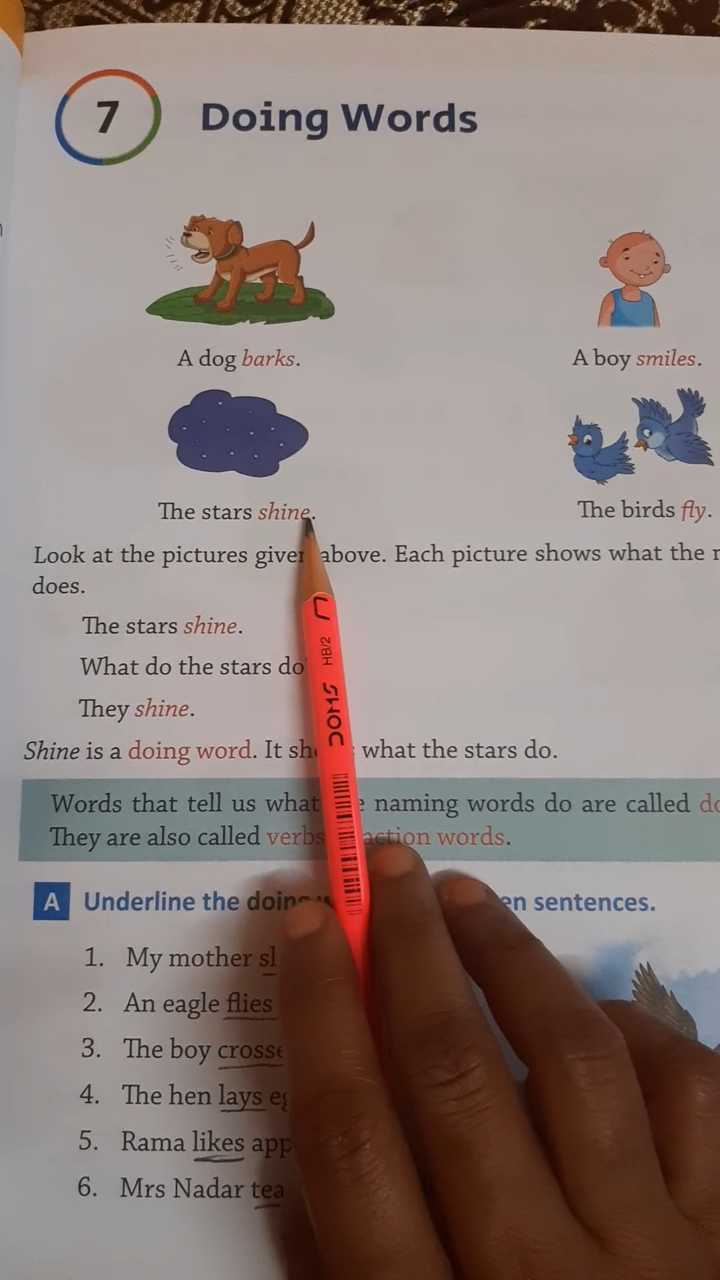 7 Doing Words
A dog barks.
A boy smiles.
The stars shine.
The birds fly.
Look at the pictures given above. Each picture shows what the
does.
The stars shine.
What do the stars do
They shine.
Shine is a doing word. It what the stars do.
Words that tell us what naming words do are called
They are also called verbs action words.
A Underline the doing sentences.
1. My mother
2. An eagle flies
3. The boy
4. The hen lays
5. Rama likes
6. Mrs Nadar
HB/2
DOMS